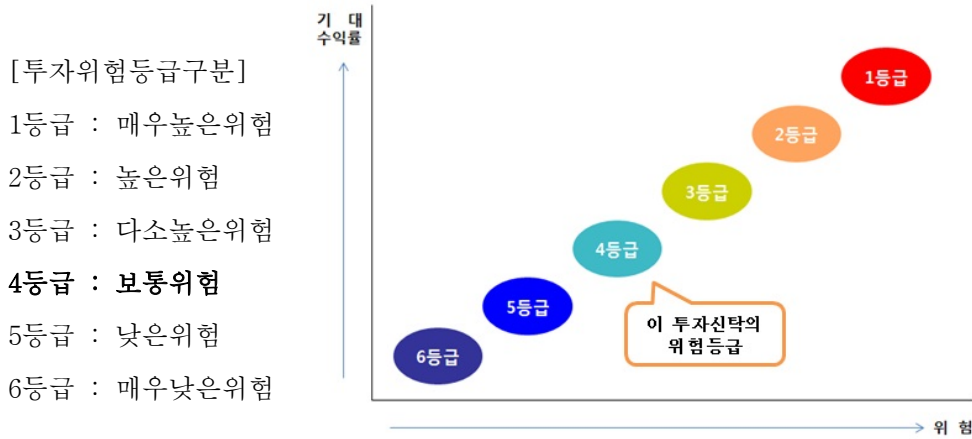 [투자위험등급구분]
1등급 : 매우높은위험
2등급 : 높은위험
3등급 : 다소높은위험
4등급 : 보통위험
5등급 : 낮은위험
6등급 : 매우낮은위험
기 대
수익률
1등급
2등급
3등급
4등급
5등급
6등급
이 투자신탁의
위험등급
위 험